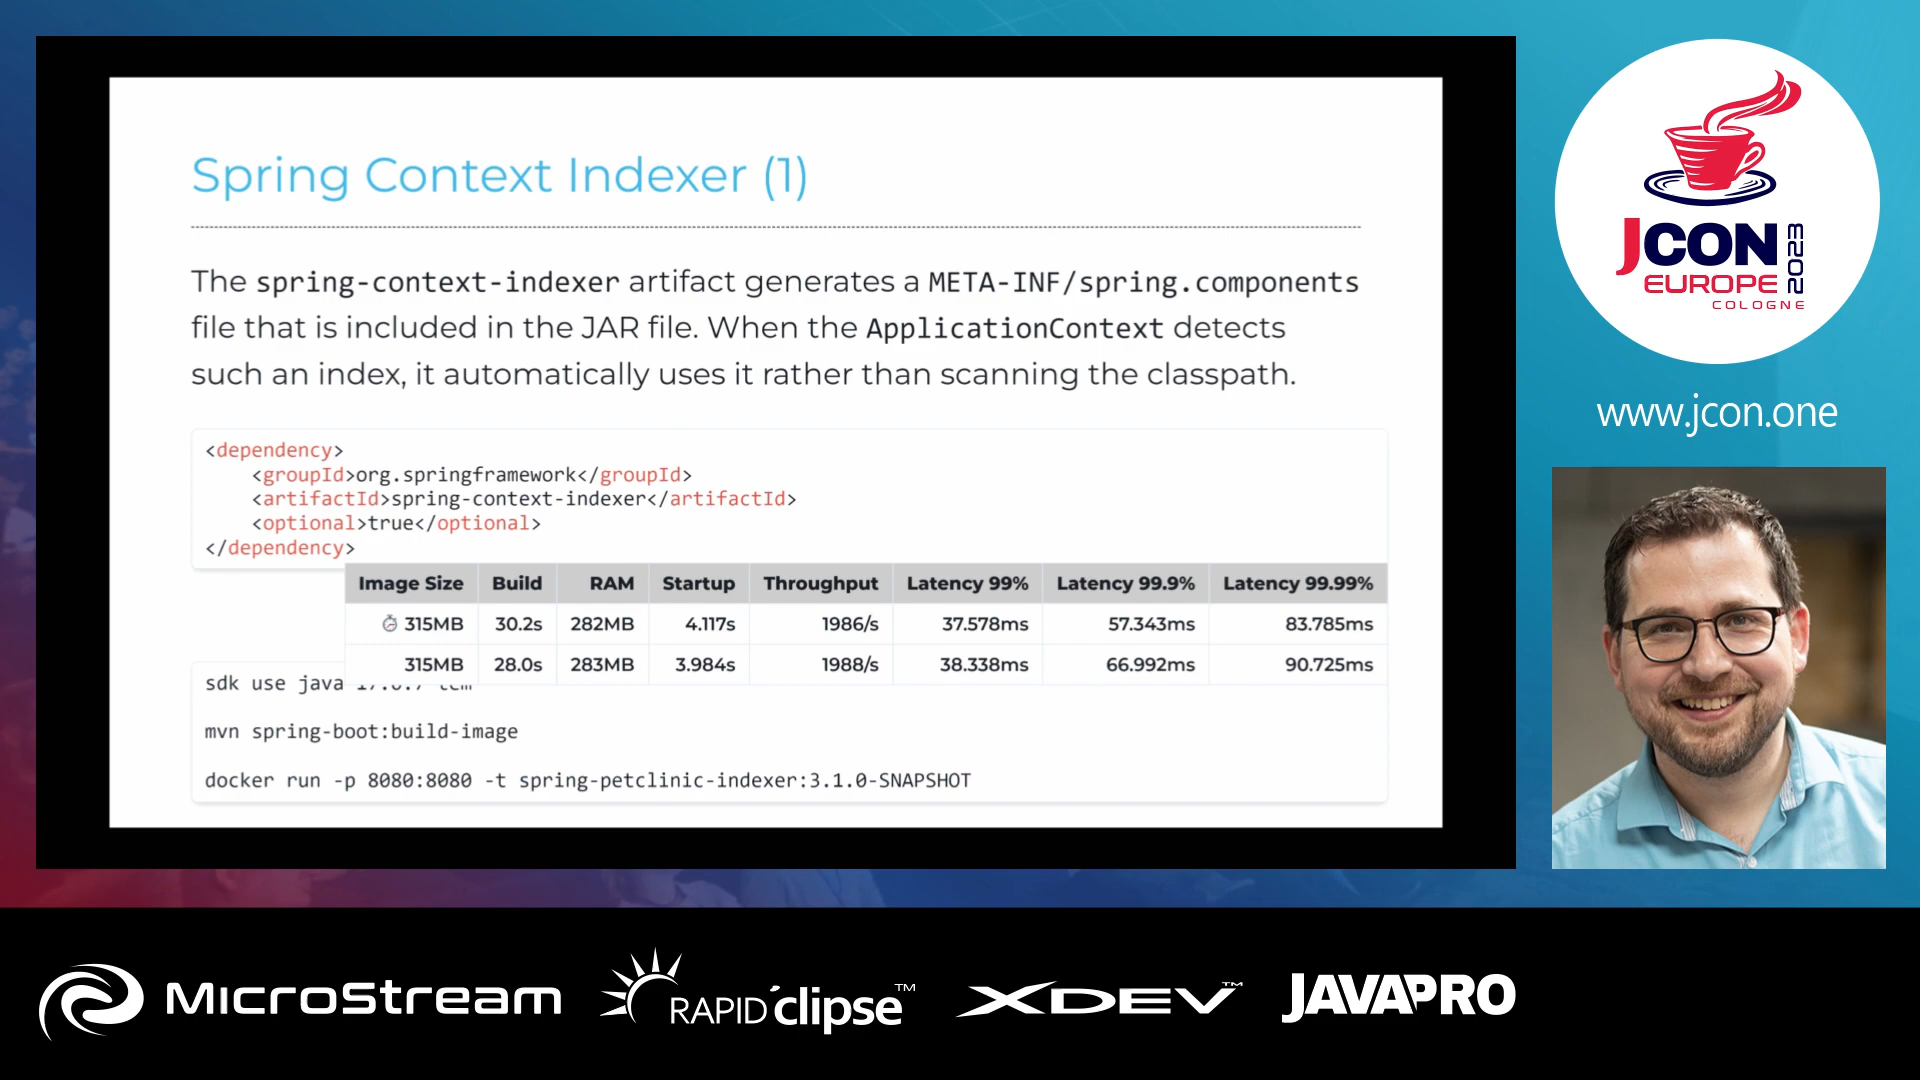 Spring Context Indexer (1)
The spring-context-indexer artifact generates a META-INF/spring.components
file that is included in the JAR file. When the ApplicationContext detects
such an index, it automatically uses it rather than scanning the classpath.
<dependency>
<groupId>org.springframework</groupId>
<artifactId>spring-context-indexer</artifactId>
<optional>true</optional>
</dependency>
Image Size Build RAM Startup Throughput Latency 99% Latency 99.9% Latency 99.99%
315MB 30.2s 282MB 4.117s 1986/s 37.578ms 57.343ms 83.785ms
315MB 28.0s 283MB 3.984s 1988/s 38.338ms 66.992ms 90.725ms
sdk use java
mvn spring-boot:build-image
docker run -p 8080:8080 -t spring-petclinic-indexer:3.1.0-SNAPSHOT
JCON
EUROPE
COLOGNE
2023
www.jcon.one
MicroStream
RAPID clipse™
XDEV™
JAVAPRO